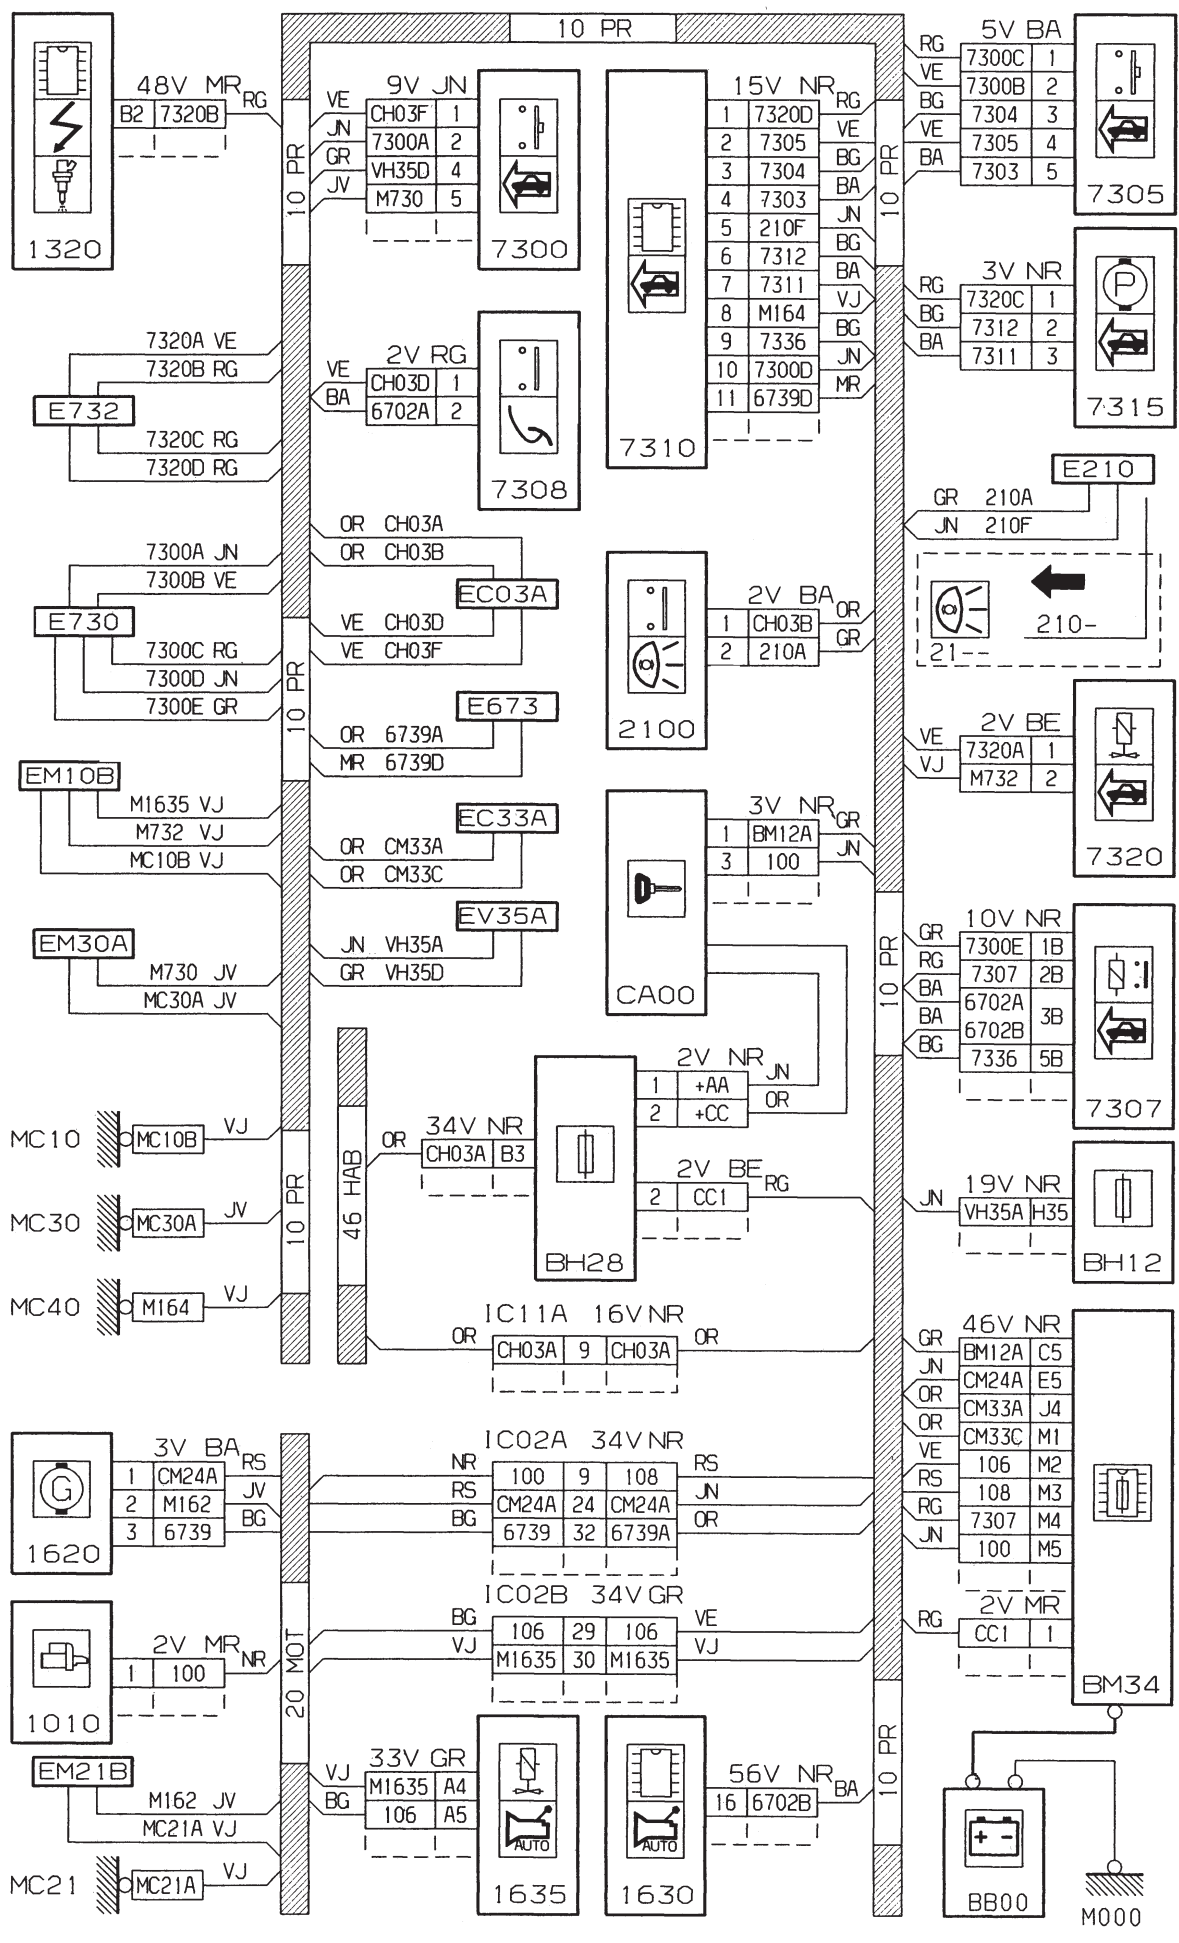 10 PR
48V MR
RG
B2 7320B
1320
10 PR
9V JN
VE CH03F 1
JN 7300A 2
GR VH35D 4
JV M730 5
7300
15V NR
1 7320D RG
2 7305 VE
3 7304 BG
4 7303 BA
5 210F JN
6 7312 BG
7 7311 BA
8 M164 VJ
9 7336 BG
10 7300D JN
11 6739D MR
7310
10 PR
5V BA
RG 7300C 1
VE 7300B 2
BG 7304 3
VE 7305 4
BA 7303 5
7305
3V NR
RG 7320C 1
BG 7312 2
BA 7311 3
P
7315
7320A VE
7320B RG
E732
7320C RG
7320D RG
2V RG
VE CH03D 1
BA 6702A 2
7308
E210
GR 210A
JN 210F
210-
21--
7300A JN
7300B VE
E730
7300C RG
7300D JN
7300E GR
10 PR
OR CH03A
OR CH03B
EC03A
VE CH03D
VE CH03F
E673
OR 6739A
MR 6739D
2V BA
1 CH03B OR
2 210A GR
2100
2V BE
VE 7320A 1
VJ M732 2
7320
EM10B
M1635 VJ
M732 VJ
MC10B VJ
EC33A
OR CM33A
OR CM33C
3V NR
1 BM12A GR
3 100 JN
CA00
EM30A
M730 JV
MC30A JV
EV35A
JN VH35A
GR VH35D
10 PR
10V NR
GR 7300E 1B
RG 7307 2B
BA 6702A
3B
BA 6702B
BG 7336 5B
7307
MC10 MC10B VJ
MC30 MC30A JV
MC40 M164 VJ
10 PR
46 HAB
34V NR
OR CH03A B3
2V NR
1 +AA JN
2 +CC OR
2V BE
2 CC1 RG
BH28
19V NR
JN VH35A H35
BH12
IC11A 16V NR
OR CH03A 9 CH03A OR
46V NR
GR BM12A C5
JN CM24A E5
OR CM33A J4
OR CM33C M1
VE 106 M2
RS 108 M3
RG 7307 M4
JN 100 M5
2V MR
RG CC1 1
BM34
3V BA
G
1 CM24A RS
2 M162 JV
3 6739 BG
1620
IC02A 34V NR
NR 100 9 108 RS
RS CM24A 24 CM24A JN
BG 6739 32 6739A OR
IC02B 34V GR
BG 106 29 106 VE
VJ M1635 30 M1635 VJ
2V MR
1 100 NR
1010
20 MOT
EM21B
M162 JV
MC21A VJ
MC21 MC21A VJ
33V GR
VJ M1635 A4
BG 106 A5
AUTO
1635
AUTO
1630
56V NR
16 6702B BA
10 PR
+ -
BB00
M000